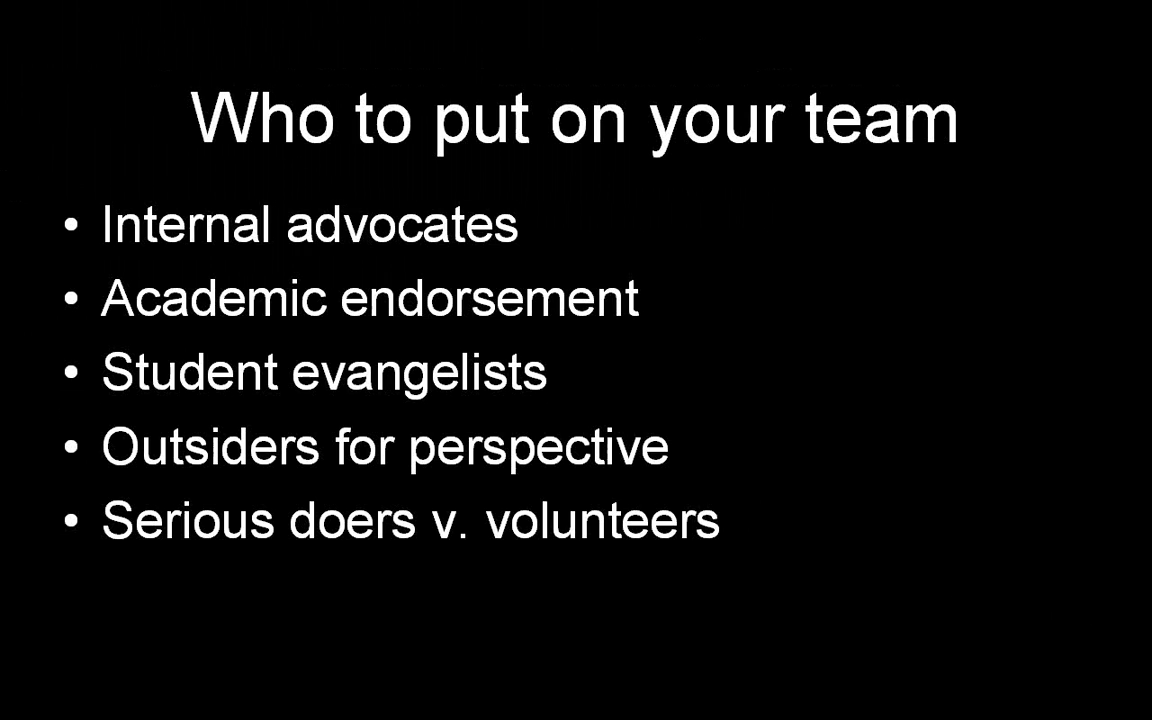 Who to put on your team
• Internal advocates
• Academic endorsement
• Student evangelists
• Outsiders for perspective
• Serious doers v. volunteers